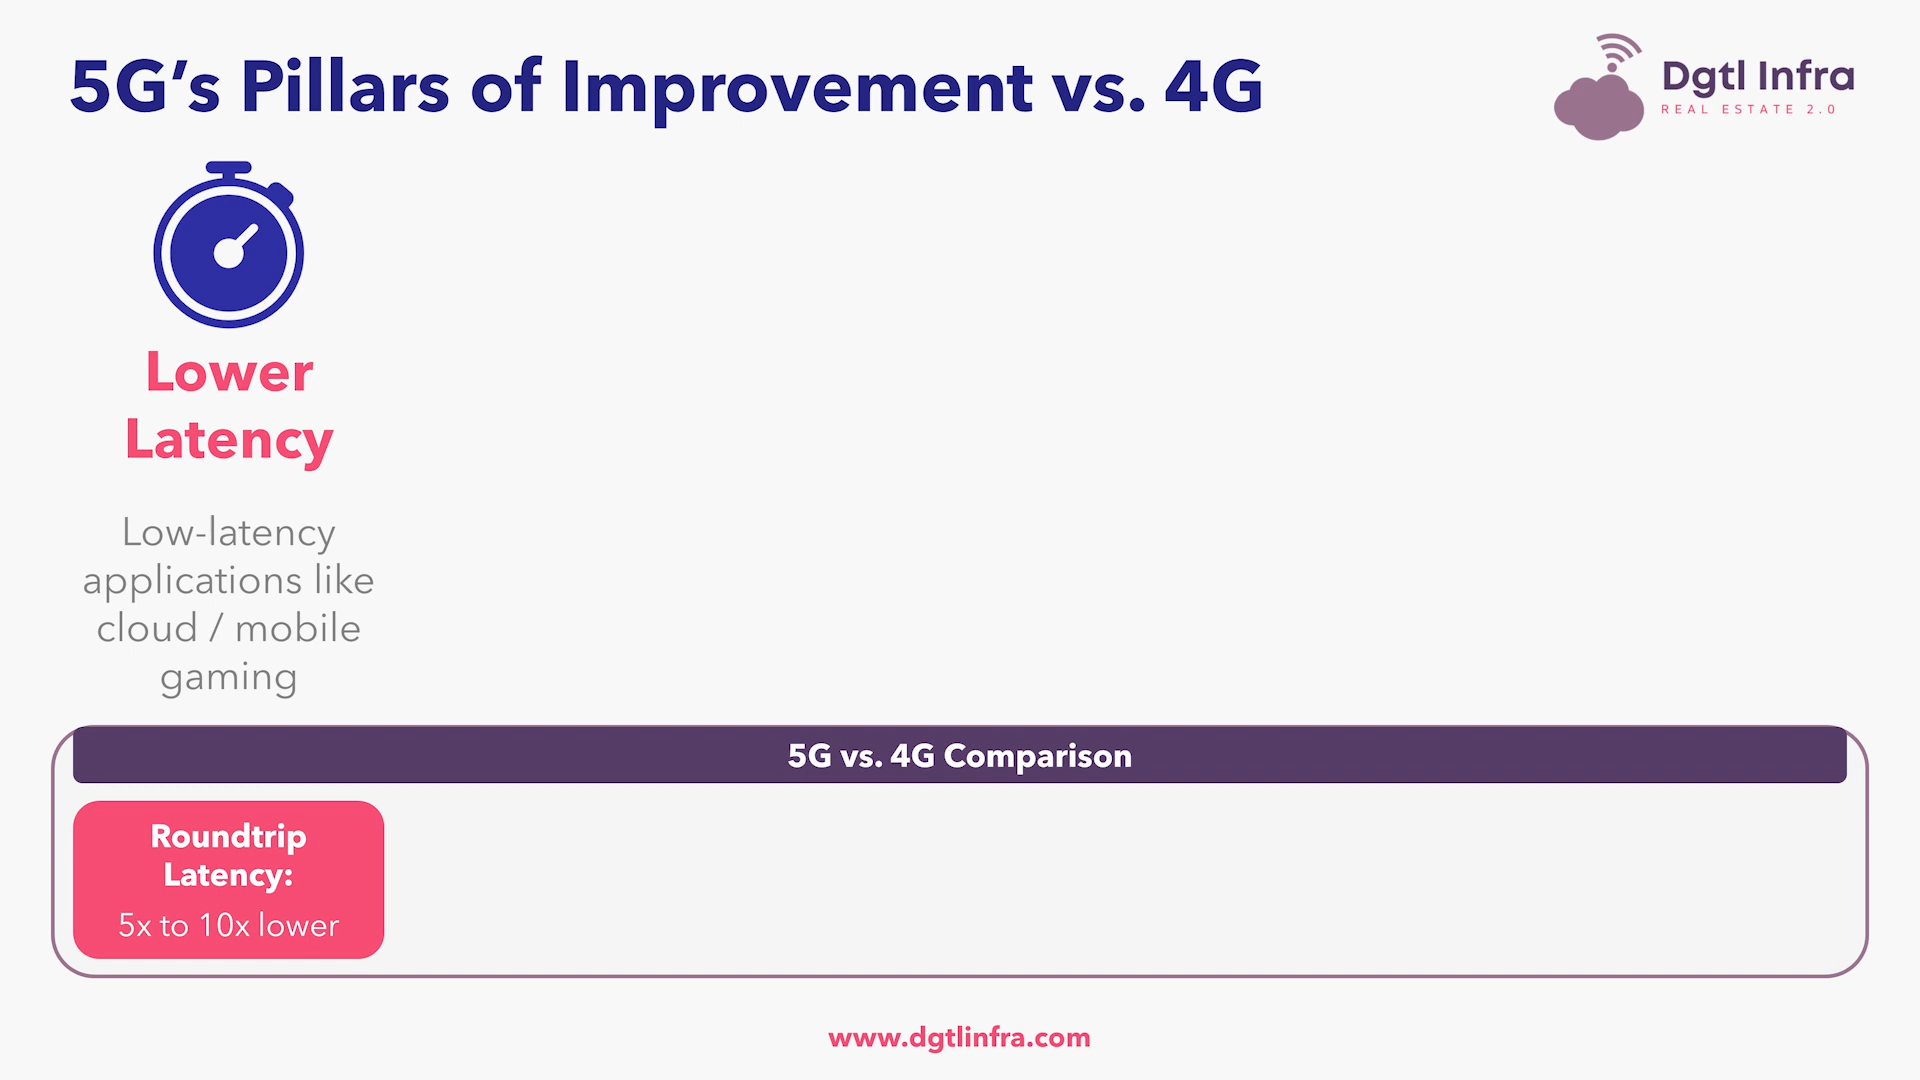 5G’s Pillars of Improvement vs. 4G
Dgtl Infra
REAL ESTATE 2.0
Lower
Latency
Low-latency
applications like
cloud / mobile
gaming
5G vs. 4G Comparison
Roundtrip
Latency:
5x to 10x lower
www.dgtlinfra.com